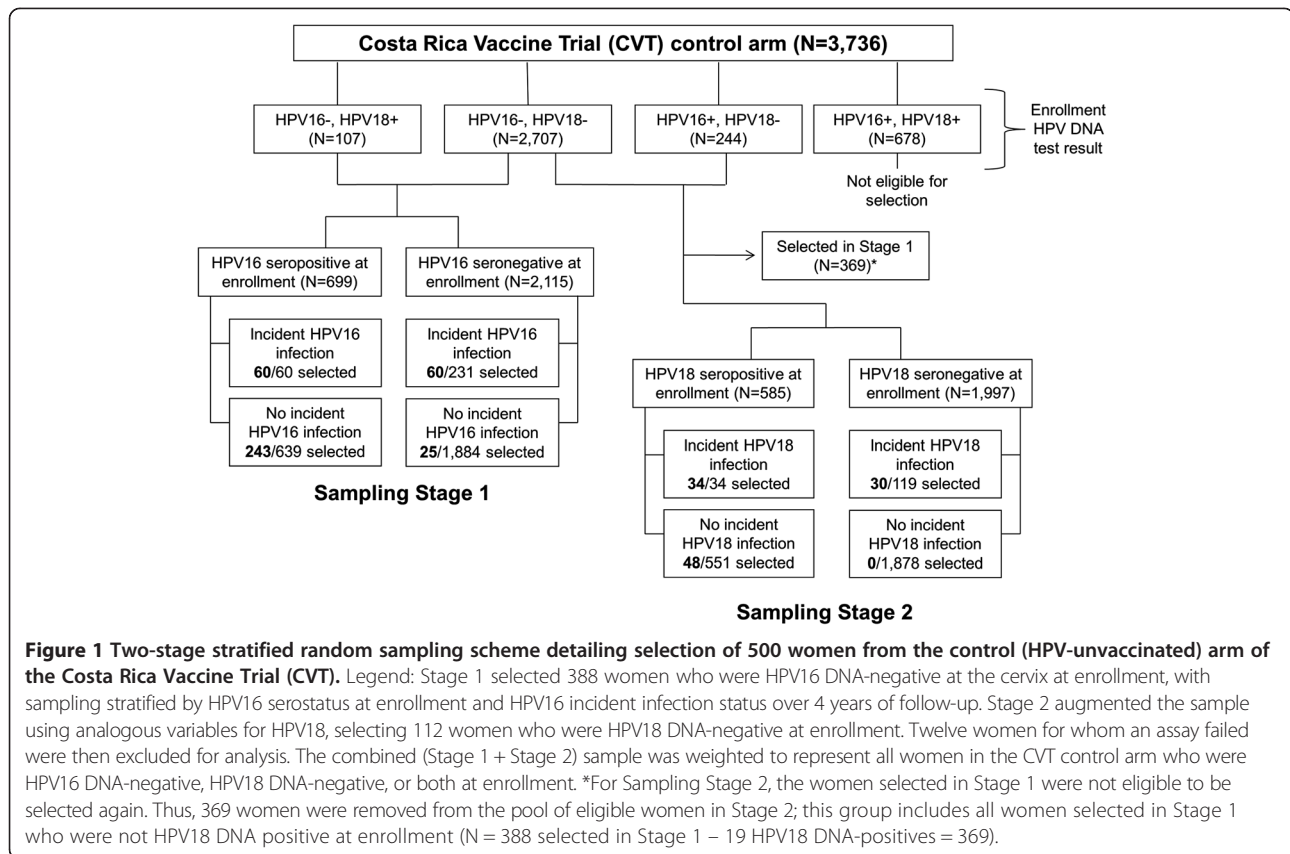 Costa Rica Vaccine Trial (CVT) control arm (N=3,736)
HPV16-, HPV18+
(N=107)
HPV16-, HPV18-
(N=2,707)
HPV16+, HPV18-
(N=244)
HPV16+, HPV18+
(N=678)
Enrollment
HPV DNA
test result
Not eligible for
selection
Selected in Stage 1
(N=369)*
HPV16 seropositive at
enrollment (N=699)
HPV16 seronegative at
enrollment (N=2,115)
Incident HPV16
infection
60/60 selected
Incident HPV16
infection
60/231 selected
No incident
HPV16 infection
243/639 selected
No incident
HPV16 infection
25/1,884 selected
Sampling Stage 1
HPV18 seropositive at
enrollment (N=585)
HPV18 seronegative at
enrollment (N=1,997)
Incident HPV18
infection
34/34 selected
Incident HPV18
infection
30/119 selected
No incident
HPV18 infection
48/551 selected
No incident
HPV18 infection
0/1,878 selected
Sampling Stage 2
Figure 1 Two-stage stratified random sampling scheme detailing selection of 500 women from the control (HPV-unvaccinated) arm of
the Costa Rica Vaccine Trial (CVT). Legend: Stage 1 selected 388 women who were HPV16 DNA-negative at the cervix at enrollment, with
sampling stratified by HPV16 serostatus at enrollment and HPV16 incident infection status over 4 years of follow-up. Stage 2 augmented the sample
using analogous variables for HPV18, selecting 112 women who were HPV18 DNA-negative at enrollment. Twelve women for whom an assay failed
were then excluded for analysis. The combined (Stage 1 + Stage 2) sample was weighted to represent all women in the CVT control arm who were
HPV16 DNA-negative, HPV18 DNA-negative, or both at enrollment. *For Sampling Stage 2, the women selected in Stage 1 were not eligible to be
selected again. Thus, 369 women were removed from the pool of eligible women in Stage 2; this group includes all women selected in Stage 1
who were not HPV18 DNA positive at enrollment (N = 388 selected in Stage 1 – 19 HPV18 DNA-positives = 369).